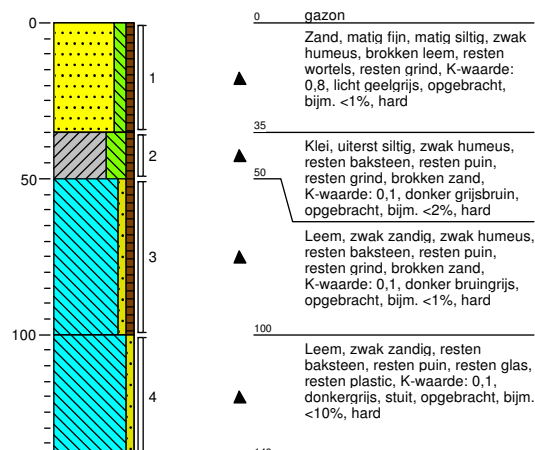 0
0 gazon
Zand, matig fijn, matig siltig, zwak
humeus, brokken leem, resten
wortels, resten grind, K-waarde:
0,8, licht geelgrijs, opgebracht,
bijm. <1%, hard
1
35
Klei, uiterst siltig, zwak humeus,
resten baksteen, resten puin,
resten grind, brokken zand,
K-waarde: 0,1, donker grijsbruin,
opgebracht, bijm. <2%, hard
2
50
50
Leem, zwak zandig, zwak humeus,
resten baksteen, resten puin,
resten grind, brokken zand,
K-waarde: 0,1, donker bruingrijs,
opgebracht, bijm. <1%, hard
3
100
100
Leem, zwak zandig, resten
baksteen, resten puin, resten glas,
resten plastic, K-waarde: 0,1,
donkergrijs, stuit, opgebracht, bijm.
<10%, hard
4